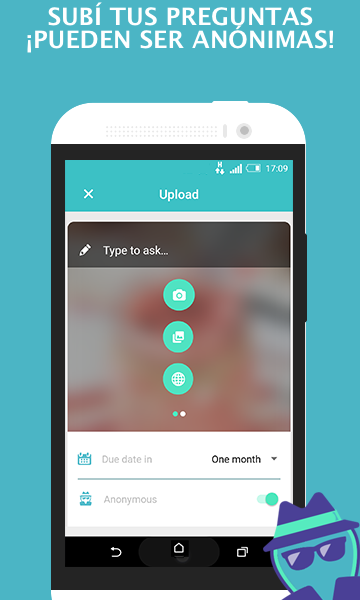 SUBÍ TUS PREGUNTAS
¡PUEDEN SER ANÓNIMAS!
H 17:09
Upload
Type to ask...
Due date in One month
Anonymous